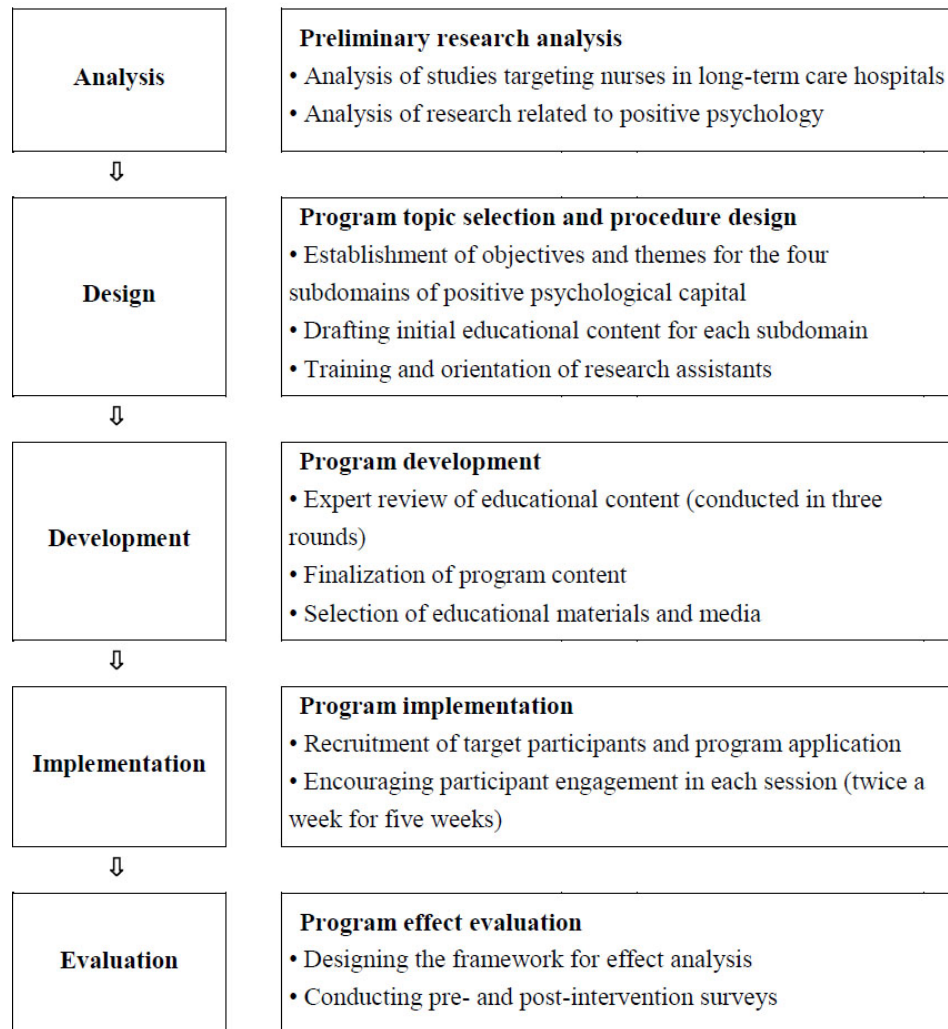 Analysis
Preliminary research analysis
• Analysis of studies targeting nurses in long-term care hospitals
• Analysis of research related to positive psychology
⇩
Design
Program topic selection and procedure design
• Establishment of objectives and themes for the four
subdomains of positive psychological capital
• Drafting initial educational content for each subdomain
• Training and orientation of research assistants
⇩
Development
Program development
• Expert review of educational content (conducted in three
rounds)
• Finalization of program content
• Selection of educational materials and media
⇩
Implementation
Program implementation
• Recruitment of target participants and program application
• Encouraging participant engagement in each session (twice a
week for five weeks)
⇩
Evaluation
Program effect evaluation
• Designing the framework for effect analysis
• Conducting pre- and post-intervention surveys